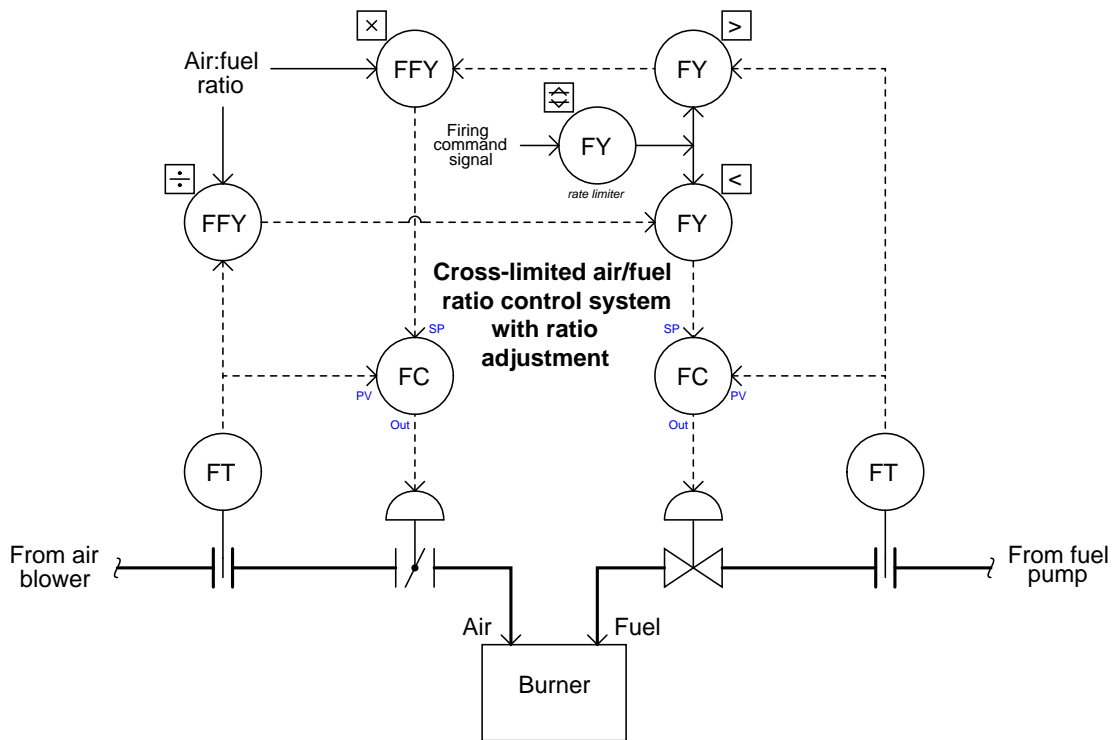 ×
>
Air:fuel
ratio
FFY
FY
Firing
command
signal
FY
rate limiter
÷
<
FFY
FY
Cross-limited air/fuel
ratio control system
with ratio
adjustment
SP
SP
FC
FC
PV
PV
Out
Out
FT
FT
From air
blower
From fuel
pump
Air
Fuel
Burner